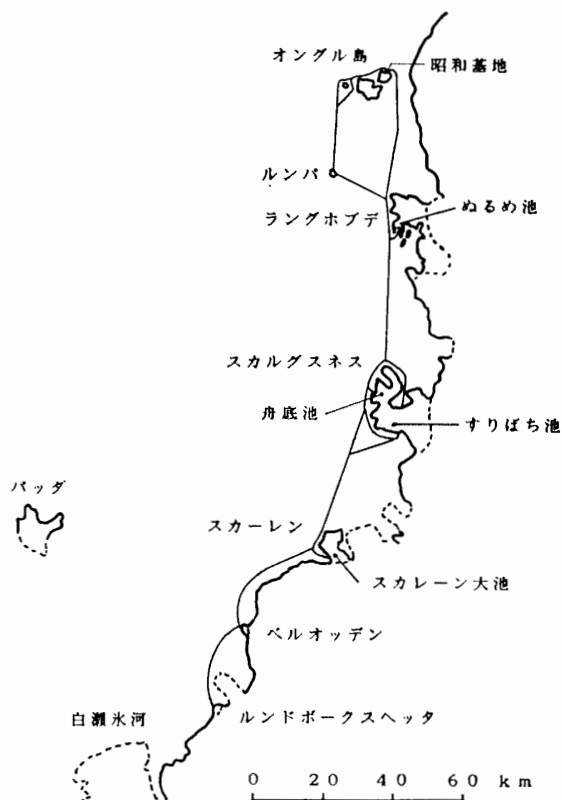 オングル島
昭和基地
ルンパ
ぬるめ池
ラングホブデ
スカルグスネス
舟底池
すりばち池
パッダ
スカーレン
スカレーン大池
ベルオッデン
白瀬氷河
ルンドボークスヘッタ
0 20 40 60 km